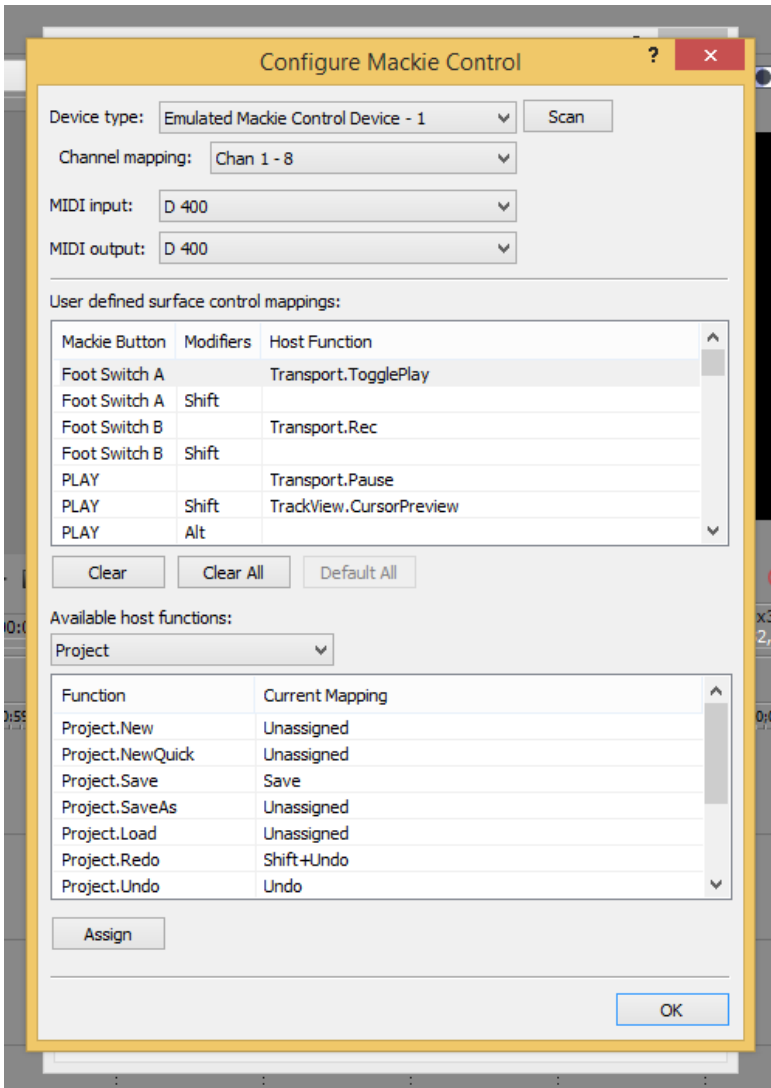 Configure Mackie Control ?
Device type: Emulated Mackie Control Device - 1 Scan
Channel mapping: Chan 1 - 8
MIDI input: D 400
MIDI output: D 400
User defined surface control mappings:
Mackie Button Modifiers Host Function
Foot Switch A Transport.TogglePlay
Foot Switch A Shift
Foot Switch B Transport.Rec
Foot Switch B Shift
PLAY Transport.Pause
PLAY Shift TrackView.CursorPreview
PLAY Alt
Clear Clear All Default All
Available host functions:
Project
Function Current Mapping
Project.New Unassigned
Project.NewQuick Unassigned
Project.Save Save
Project.SaveAs Unassigned
Project.Load Unassigned
Project.Redo Shift+Undo
Project.Undo Undo
Assign
OK